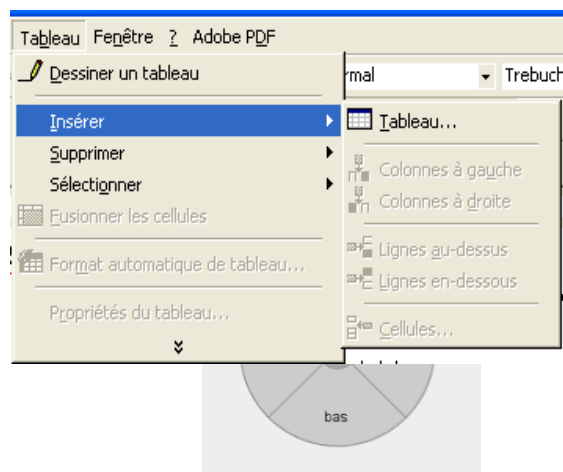 Tableau Fenêtre ? Adobe PDF
Dessiner un tableau
rmal Trebuch
Insérer
Supprimer
Sélectionner
Fusionner les cellules
Format automatique de tableau...
Propriétés du tableau...
Tableau...
Colonnes à gauche
Colonnes à droite
Lignes au-dessus
Lignes en-dessous
Cellules...
bas